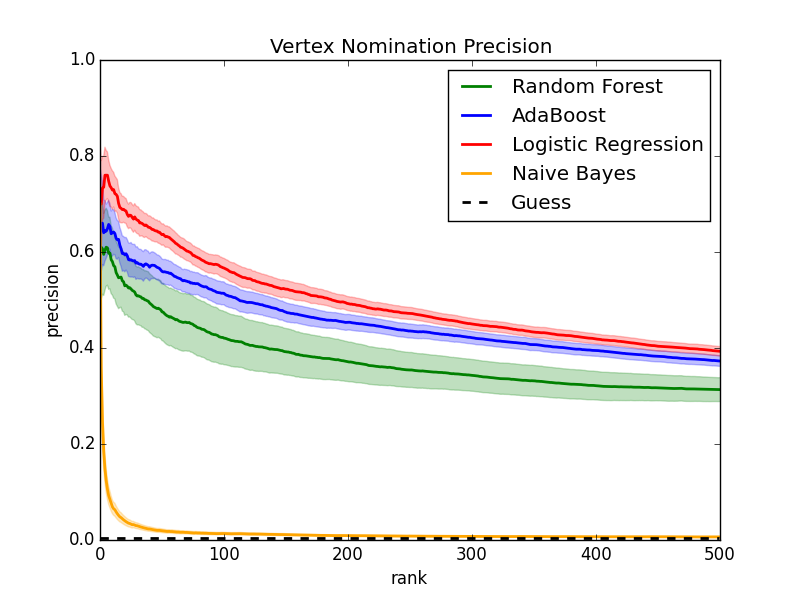 Vertex Nomination Precision
1.0
0.8
0.6
0.4
0.2
0.0
precision
Random Forest
AdaBoost
Logistic Regression
Naive Bayes
Guess
0 100 200 300 400 500
rank